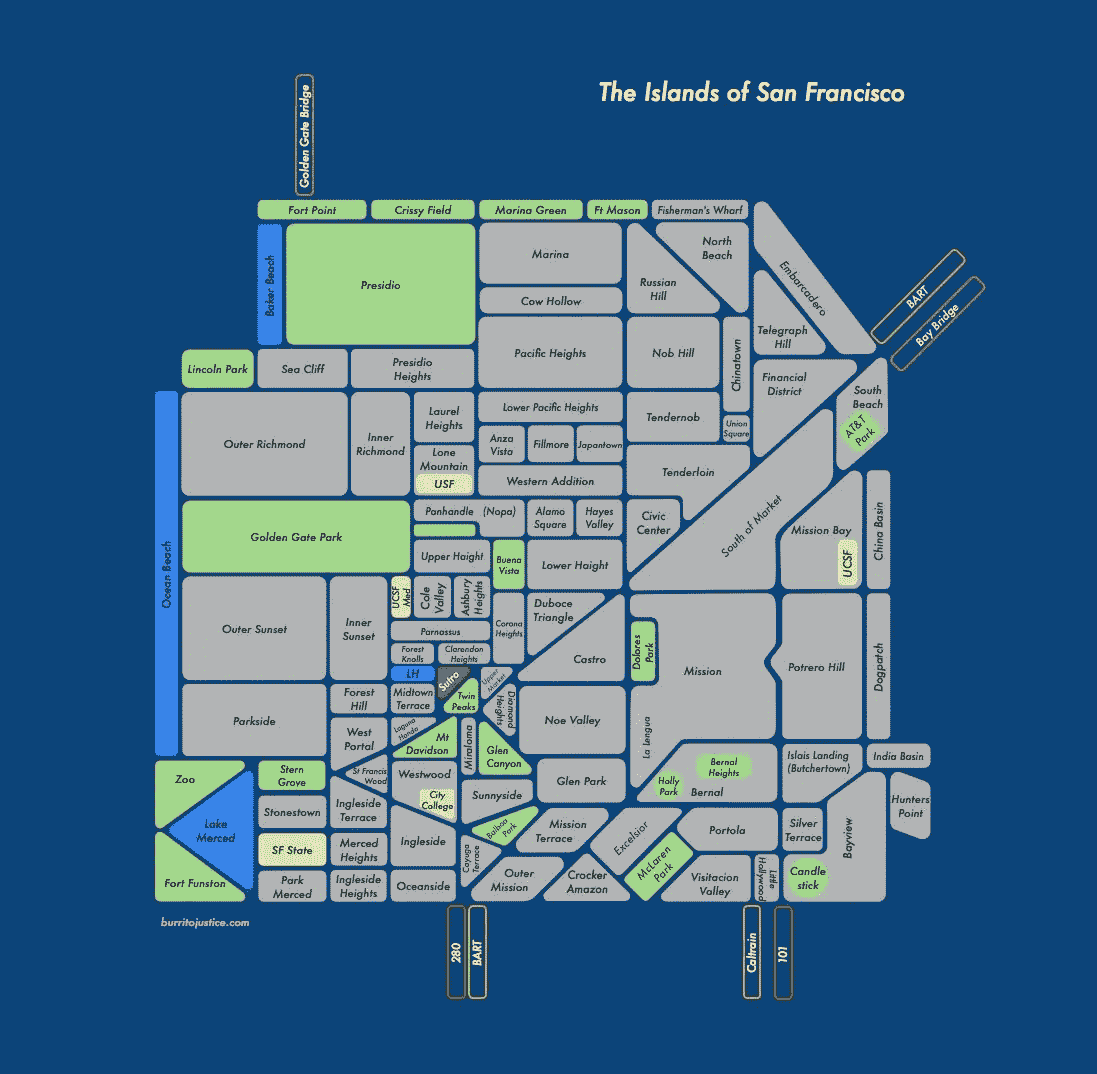 The Islands of San Francisco
Golden Gate Bridge
Fort Point
Crissy Field
Marina Green
Ft Mason
Fisherman's Wharf
Baker Beach
Presidio
Marina
Cow Hollow
Russian
Hill
North
Beach
Embarcadero
BART
Bay Bridge
Telegraph
Hill
Lincoln Park
Sea Cliff
Presidio
Heights
Pacific Heights
Nob Hill
Chinatown
Financial
District
South
Beach
AT&T
Park
Outer Richmond
Inner
Richmond
Laurel
Heights
Lone
Mountain
USF
Lower Pacific Heights
Anza
Vista
Fillmore
Japantown
Western Addition
Tendernob
Union
Square
Tenderloin
Ocean Beach
Golden Gate Park
Panhandle (Nopa)
Alamo
Square
Hayes
Valley
Civic
Center
South of Market
Mission Bay
UCSF
China Basin
Upper Haight
Buena
Vista
Lower Haight
Outer Sunset
Inner
Sunset
UCSF
Med
Cole
Valley
Ashbury
Heights
Corona
Heights
Duboce
Triangle
Parnassus
Forest
Knolls
Clarendon
Heights
Castro
Dolores
Park
Mission
Potrero Hill
Dogpatch
LH
Sutro
Upper
Market
Parkside
Forest
Hill
Midtown
Terrace
Twin
Peaks
Diamond
Heights
Noe Valley
La Lengua
West
Portal
Laguna
Honda
Mt
Davidson
Miraloma
Glen
Canyon
Glen Park
Bernal
Heights
Holly
Park
Bernal
Islais Landing
(Butchertown)
India Basin
Zoo
Stern
Grove
St Francis
Wood
Westwood
City
College
Sunnyside
Hunters
Point
Lake
Merced
Stonestown
Ingleside
Terrace
Ingleside
Balboa
Park
Mission
Terrace
Excelsior
Portola
Silver
Terrace
Bayview
SF State
Merced
Heights
Cayuga
Terrace
McLaren
Park
Fort Funston
Park
Merced
Ingleside
Heights
Oceanside
Outer
Mission
Crocker
Amazon
Visitacion
Valley
Little
Hollywood
Candle
stick
burritojustice.com
280
BART
Caltrain
101